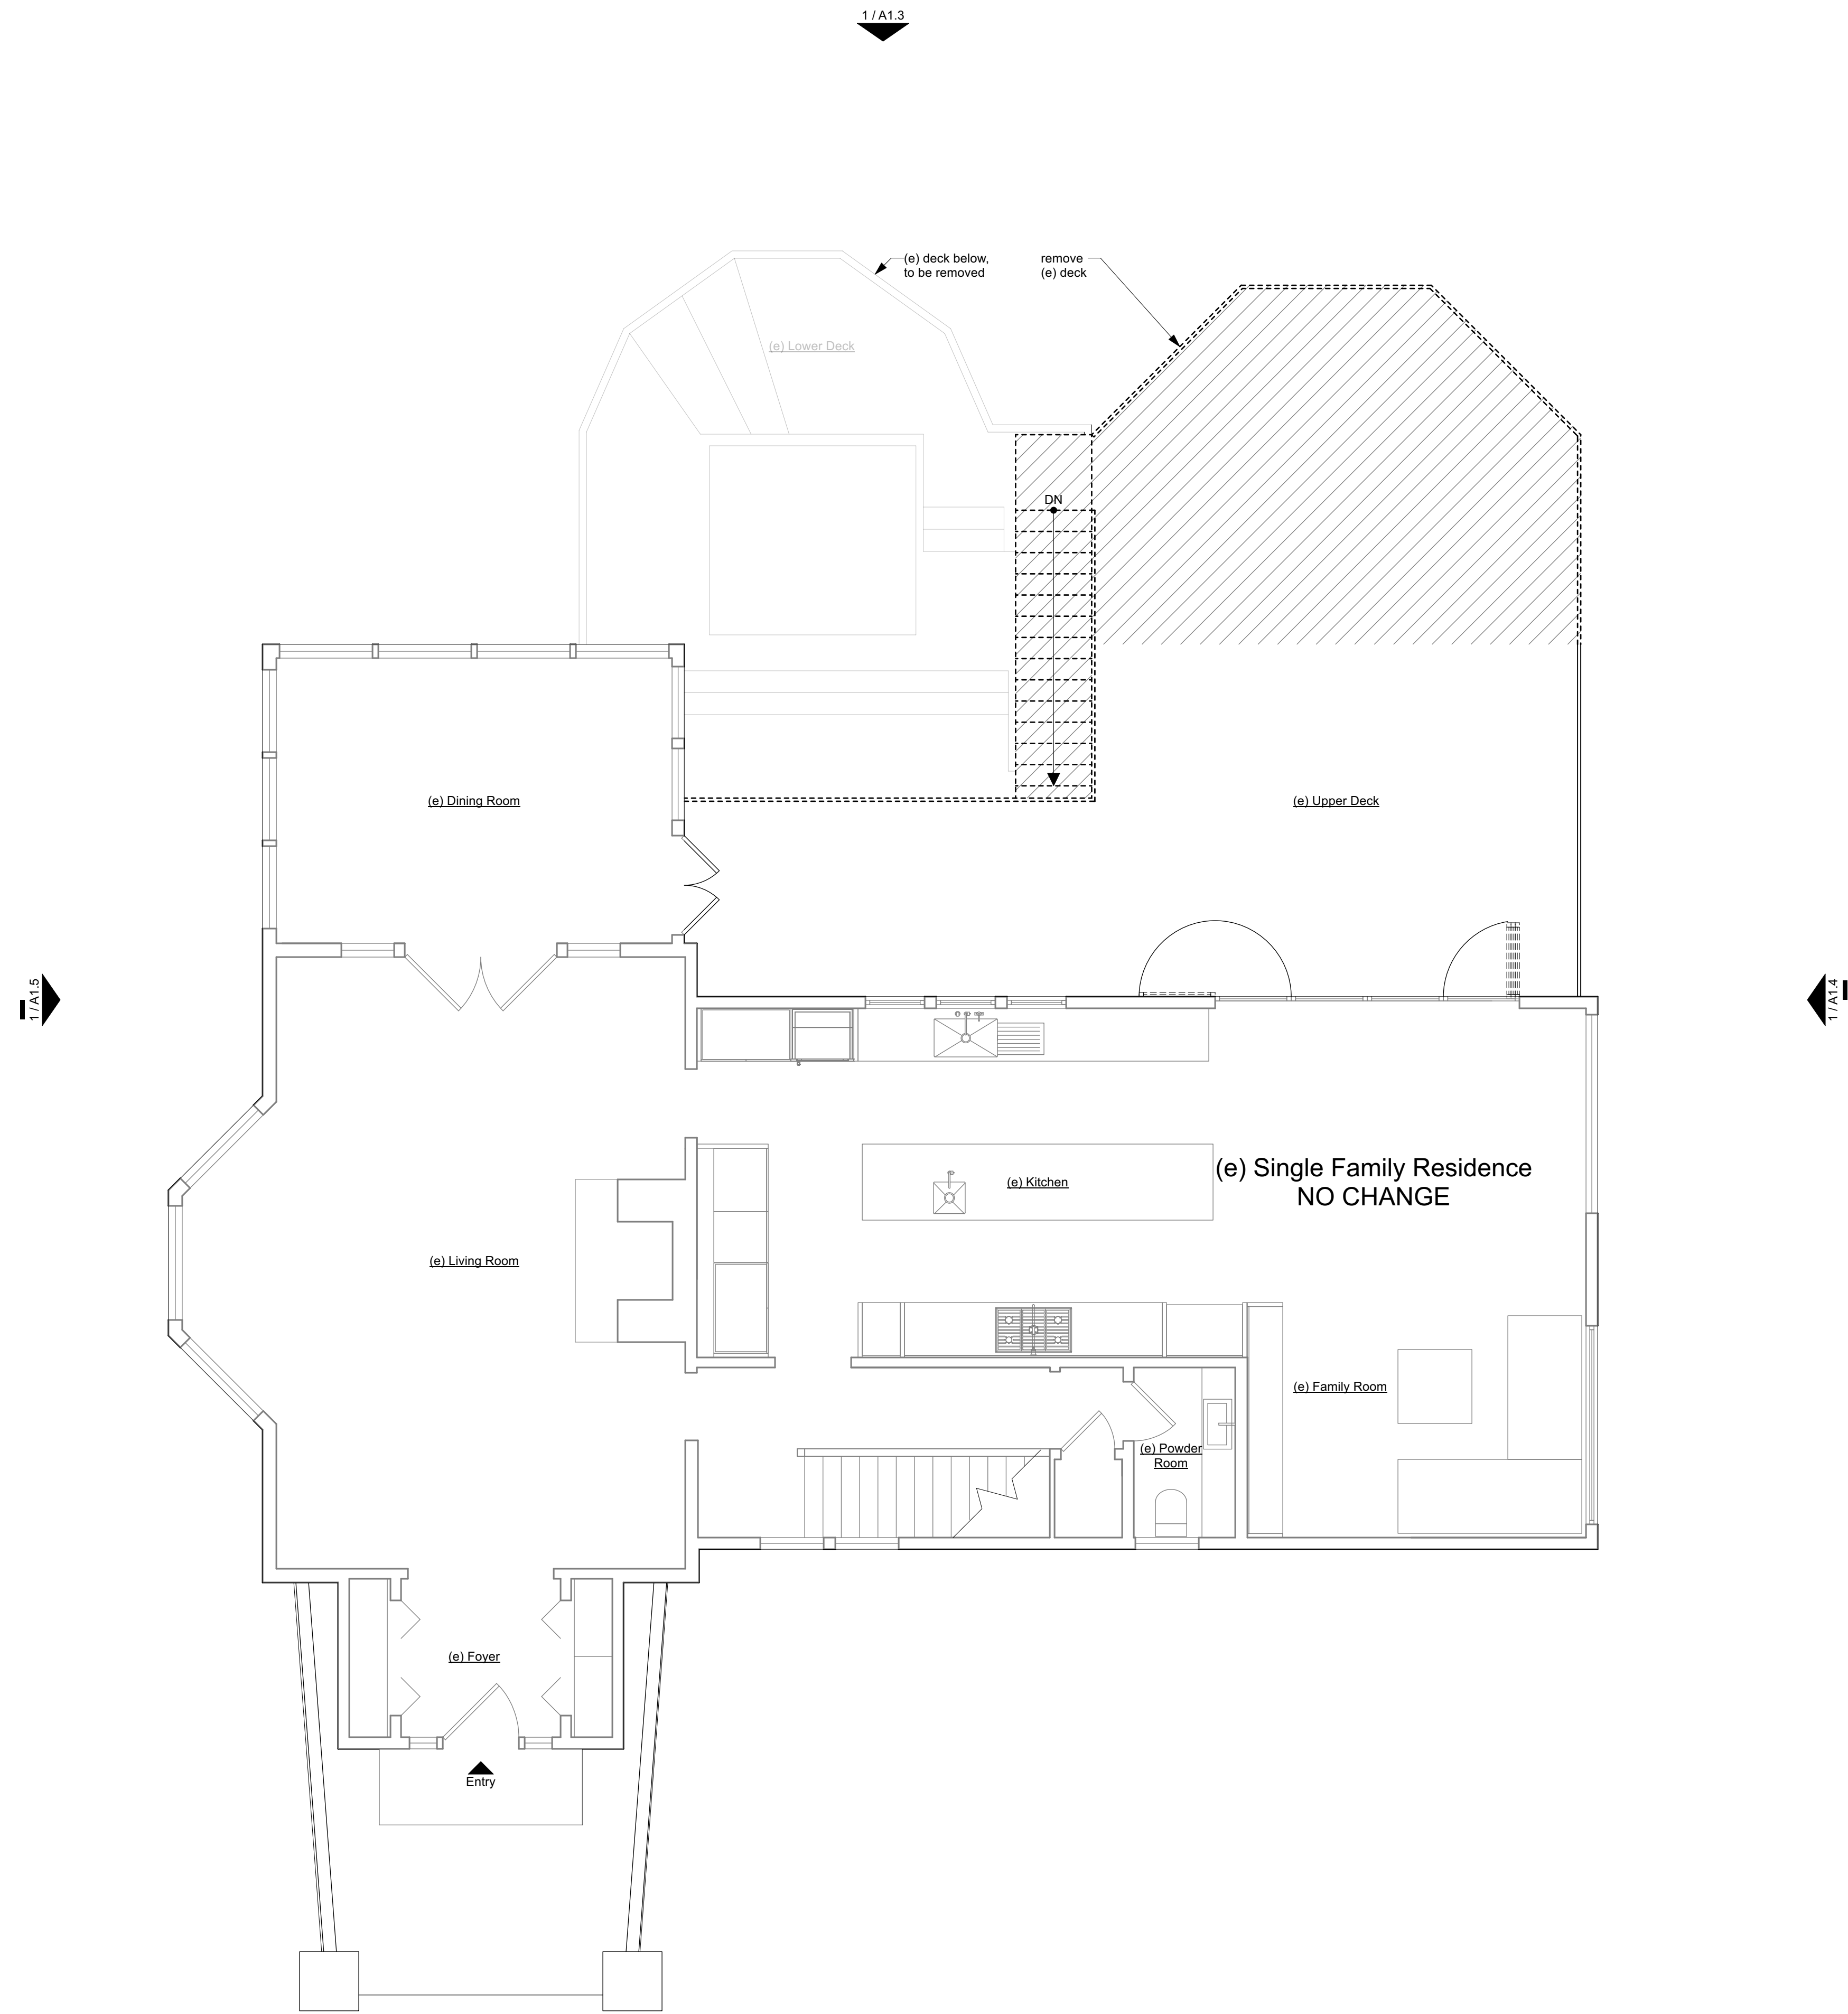 1 / A1.3
(e) deck below,
to be removed
remove
(e) deck
(e) Lower Deck
DN
(e) Dining Room
(e) Upper Deck
1 / A1.5
1 / A1.4
(e) Single Family Residence
NO CHANGE
(e) Kitchen
(e) Living Room
(e) Family Room
(e) Powder
Room
(e) Foyer
Entry